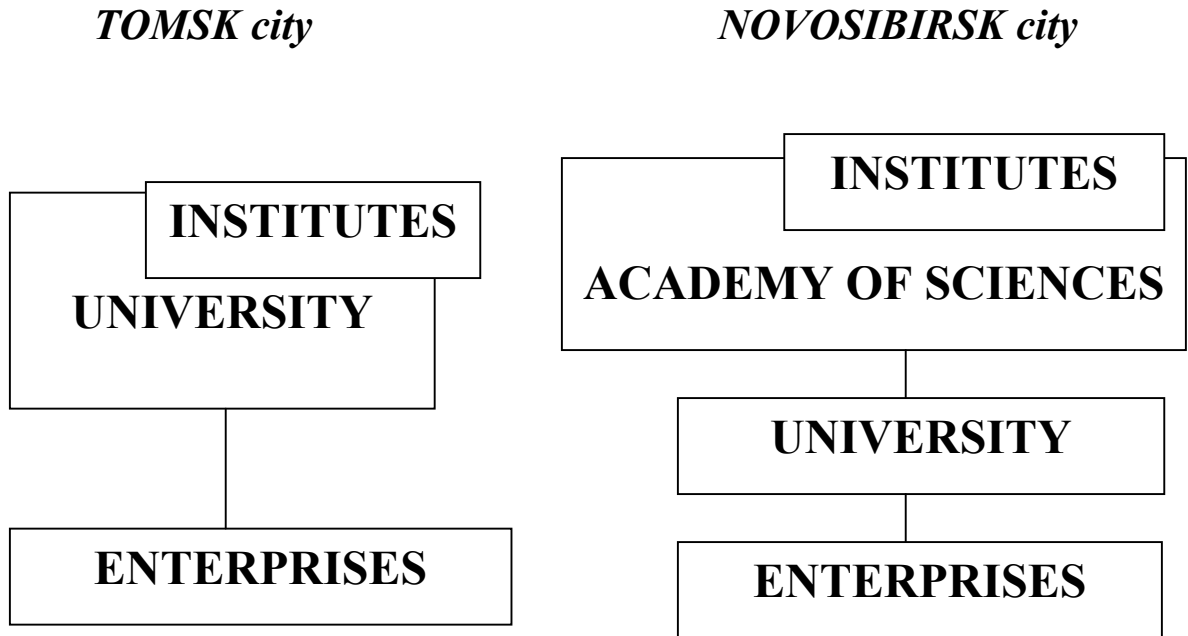 TOMSK city
NOVOSIBIRSK city
INSTITUTES
UNIVERSITY
ENTERPRISES
INSTITUTES
ACADEMY OF SCIENCES
UNIVERSITY
ENTERPRISES